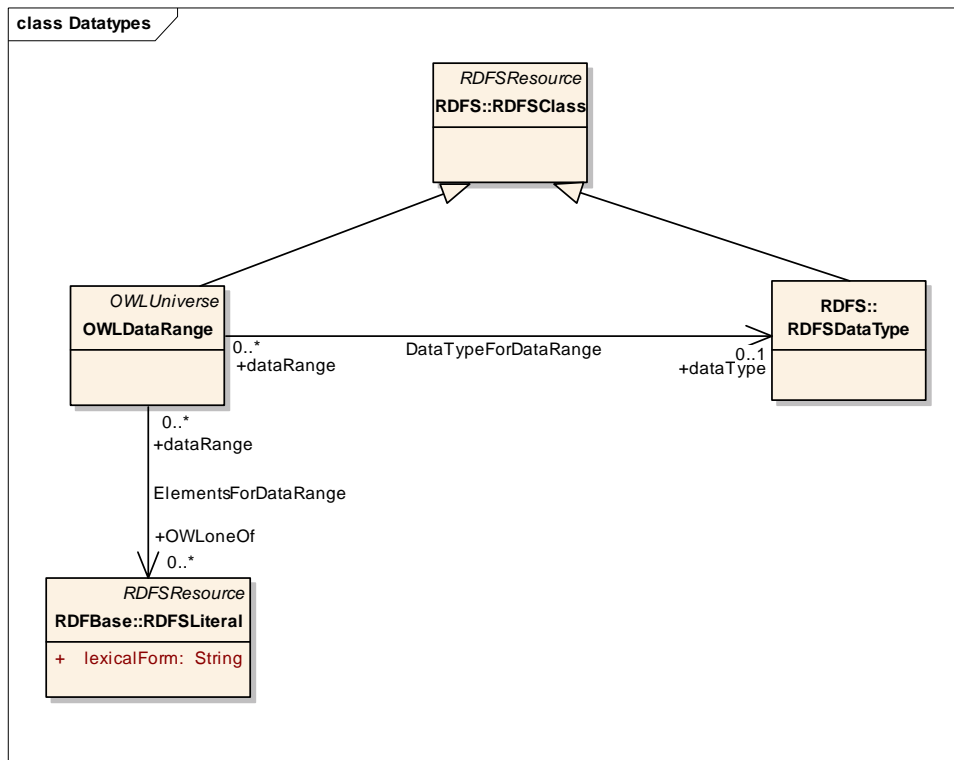 class Datatypes
RDFSResource
RDFS::RDFSClass
OWLUniverse
OWLDataRange
RDFS::
RDFSDataType
0..*
+dataRange
DataTypeForDataRange
0..1
+dataType
0..*
+dataRange
ElementsForDataRange
+OWLoneOf
0..*
RDFSResource
RDFBase::RDFSLiteral
+ lexicalForm: String